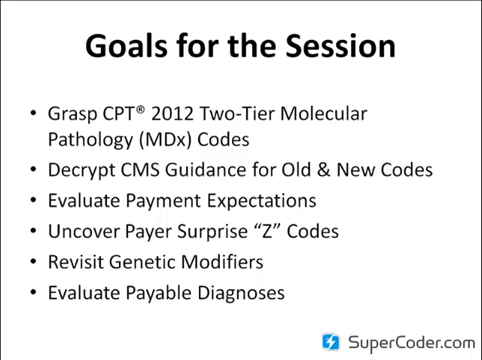 Goals for the Session
• Grasp CPT® 2012 Two-Tier Molecular
Pathology (MDx) Codes
• Decrypt CMS Guidance for Old & New Codes
• Evaluate Payment Expectations
• Uncover Payer Surprise “Z” Codes
• Revisit Genetic Modifiers
• Evaluate Payable Diagnoses
SuperCoder.com